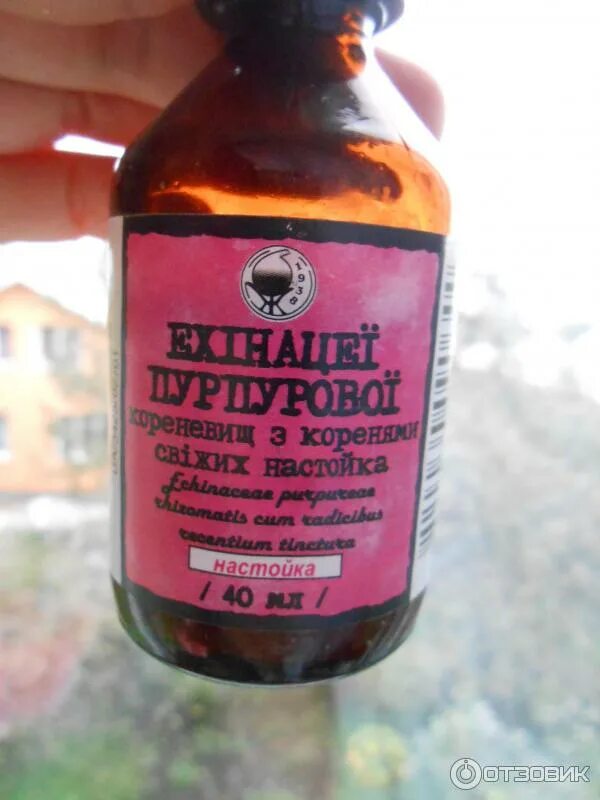 1938
Ж
ЕХІНАЦЕЇ
ПУРПУРОВОЇ
кореневищ з коренями
свіжих настойка
Echinaceae purpureae
rhizomatis cum radicibus
recentium tinctura
настойка
/ 40 мл /
ОТЗОВИК